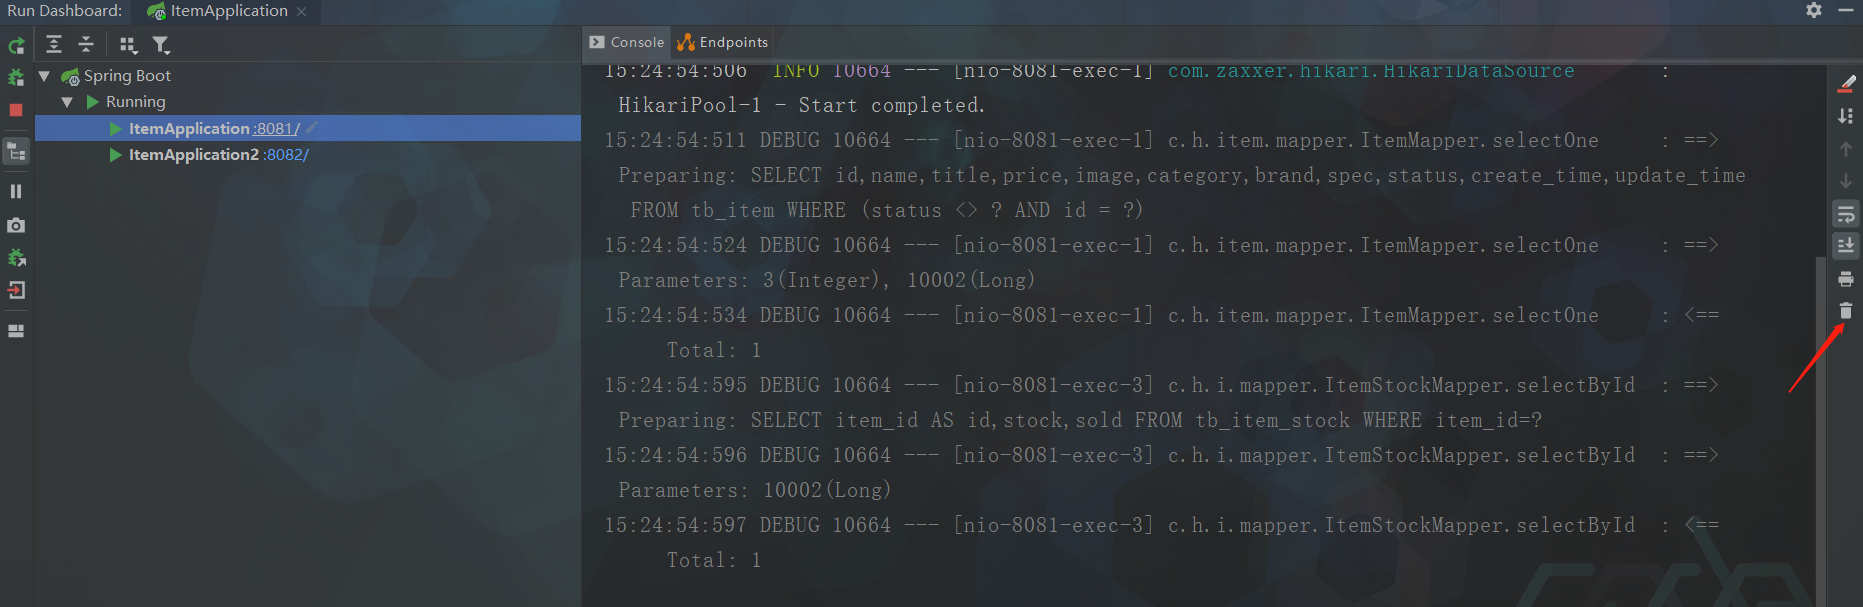 Run Dashboard: ItemApplication
Console Endpoints
Spring Boot
Running
ItemApplication :8081/
ItemApplication2 :8082/
15:24:54:506 INFO 10664 --- [nio-8081-exec-1] com.zaxxer.hikari.HikariDataSource :
HikariPool-1 - Start completed.
15:24:54:511 DEBUG 10664 --- [nio-8081-exec-1] c.h.item.mapper.ItemMapper.selectOne : ==>
Preparing: SELECT id,name,title,price,image,category,brand,spec,status,create_time,update_time
FROM tb_item WHERE (status <> ? AND id = ?)
15:24:54:524 DEBUG 10664 --- [nio-8081-exec-1] c.h.item.mapper.ItemMapper.selectOne : ==>
Parameters: 3(Integer), 10002(Long)
15:24:54:534 DEBUG 10664 --- [nio-8081-exec-1] c.h.item.mapper.ItemMapper.selectOne : <==
Total: 1
15:24:54:595 DEBUG 10664 --- [nio-8081-exec-3] c.h.i.mapper.ItemStockMapper.selectById : ==>
Preparing: SELECT item_id AS id,stock,sold FROM tb_item_stock WHERE item_id=?
15:24:54:596 DEBUG 10664 --- [nio-8081-exec-3] c.h.i.mapper.ItemStockMapper.selectById : ==>
Parameters: 10002(Long)
15:24:54:597 DEBUG 10664 --- [nio-8081-exec-3] c.h.i.mapper.ItemStockMapper.selectById : <==
Total: 1